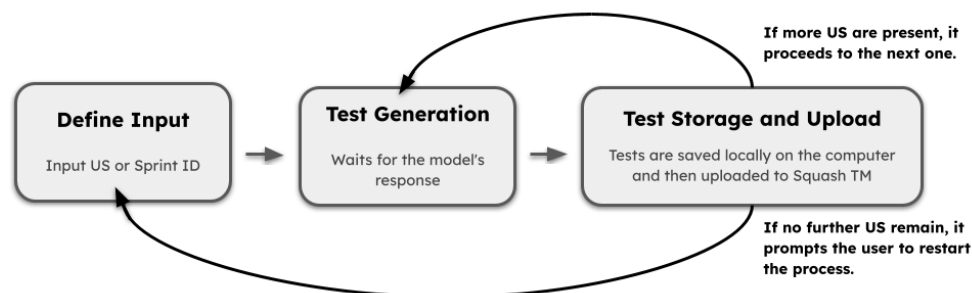 If more US are present, it
proceeds to the next one.
Define Input
Input US or Sprint ID
Test Generation
Waits for the model's
response
Test Storage and Upload
Tests are saved locally on the computer
and then uploaded to Squash TM
If no further US remain, it
prompts the user to restart
the process.